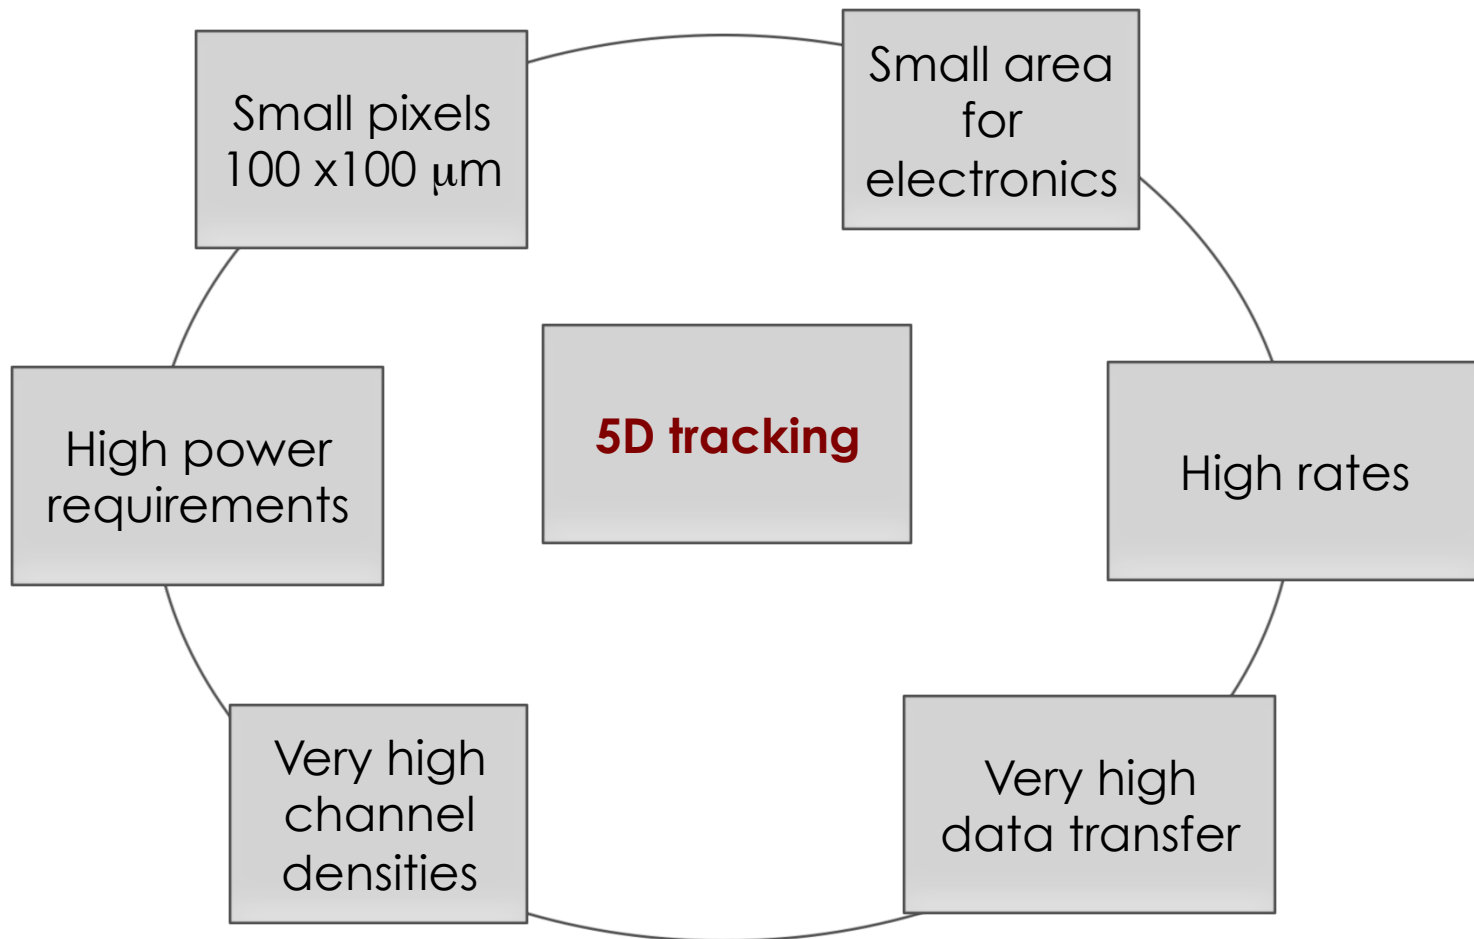 Small pixels
100 x100 μm
Small area
for
electronics
High power
requirements
5D tracking
High rates
Very high
channel
densities
Very high
data transfer